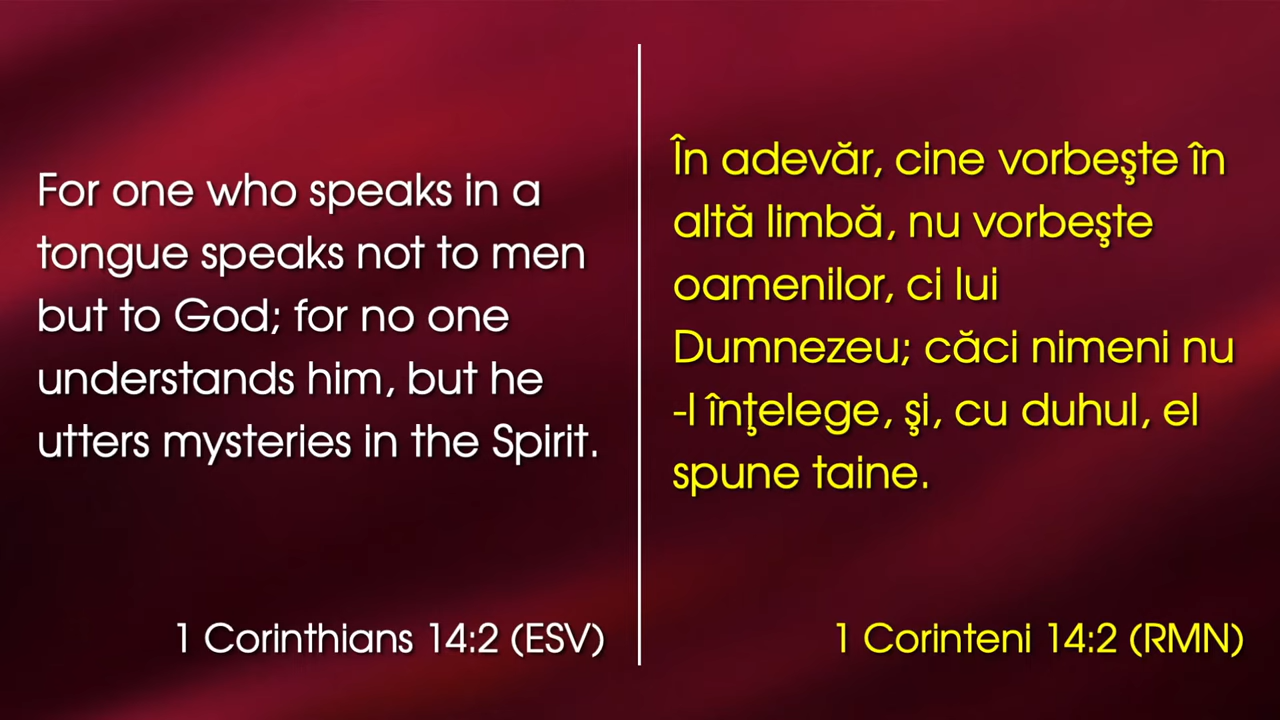 For one who speaks in a
tongue speaks not to men
but to God; for no one
understands him, but he
utters mysteries in the Spirit.
1 Corinthians 14:2 (ESV)
În adevăr, cine vorbeşte în
altă limbă, nu vorbeşte
oamenilor, ci lui
Dumnezeu; căci nimeni nu
-l înţelege, şi, cu duhul, el
spune taine.
1 Corinteni 14:2 (RMN)